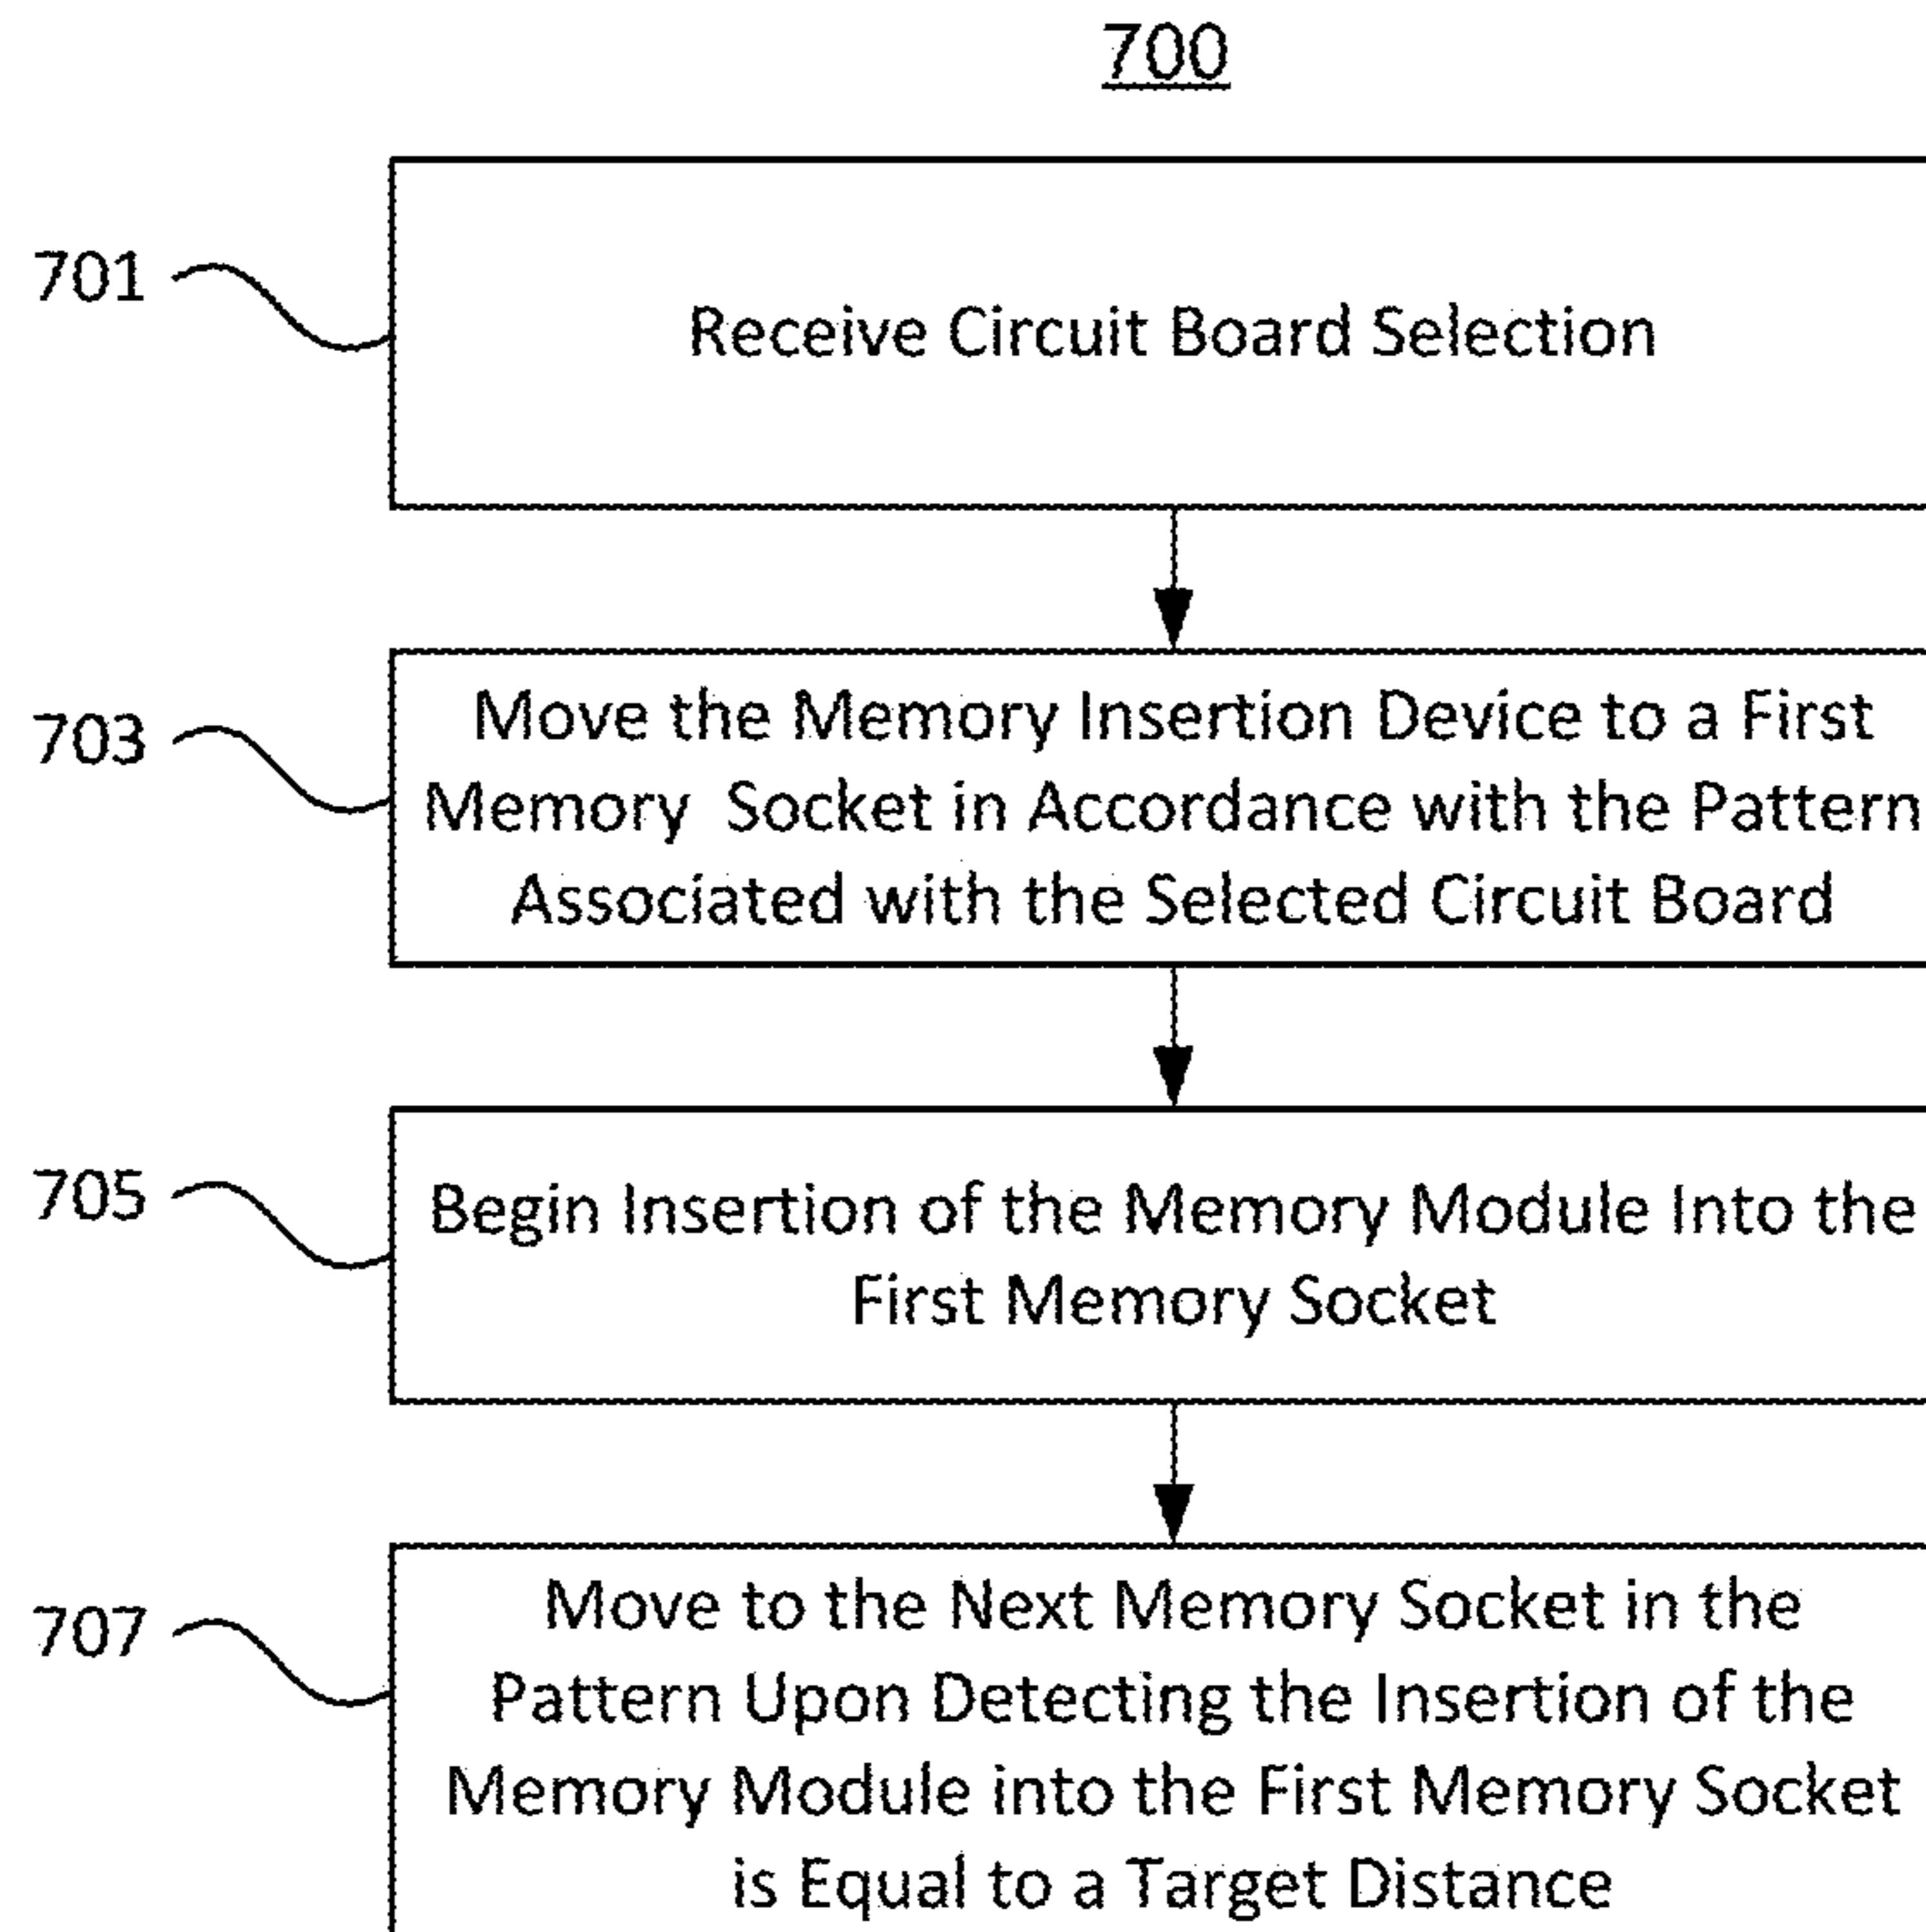 700
701
Receive Circuit Board Selection
703
Move the Memory Insertion Device to a First
Memory Socket in Accordance with the Pattern
Associated with the Selected Circuit Board
705
Begin Insertion of the Memory Module Into the
First Memory Socket
707
Move to the Next Memory Socket in the
Pattern Upon Detecting the Insertion of the
Memory Module into the First Memory Socket
is Equal to a Target Distance